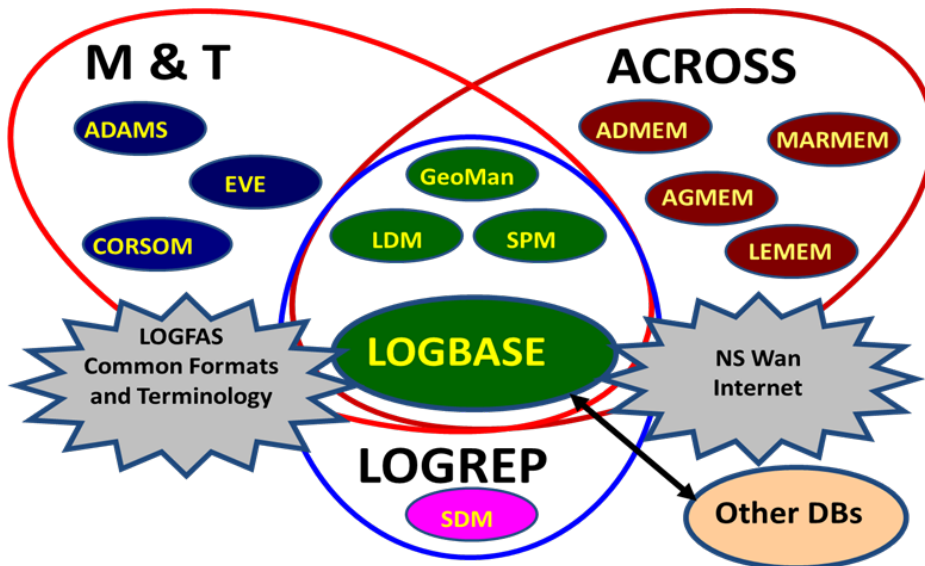 M & T
ACROSS
ADAMS
EVE
CORSOM
GeoMan
LDM
SPM
ADMEM
MARMEM
AGMEM
LEMEM
LOGFAS
Common Formats
and Terminology
LOGBASE
NS Wan
Internet
LOGREP
SDM
Other DBs